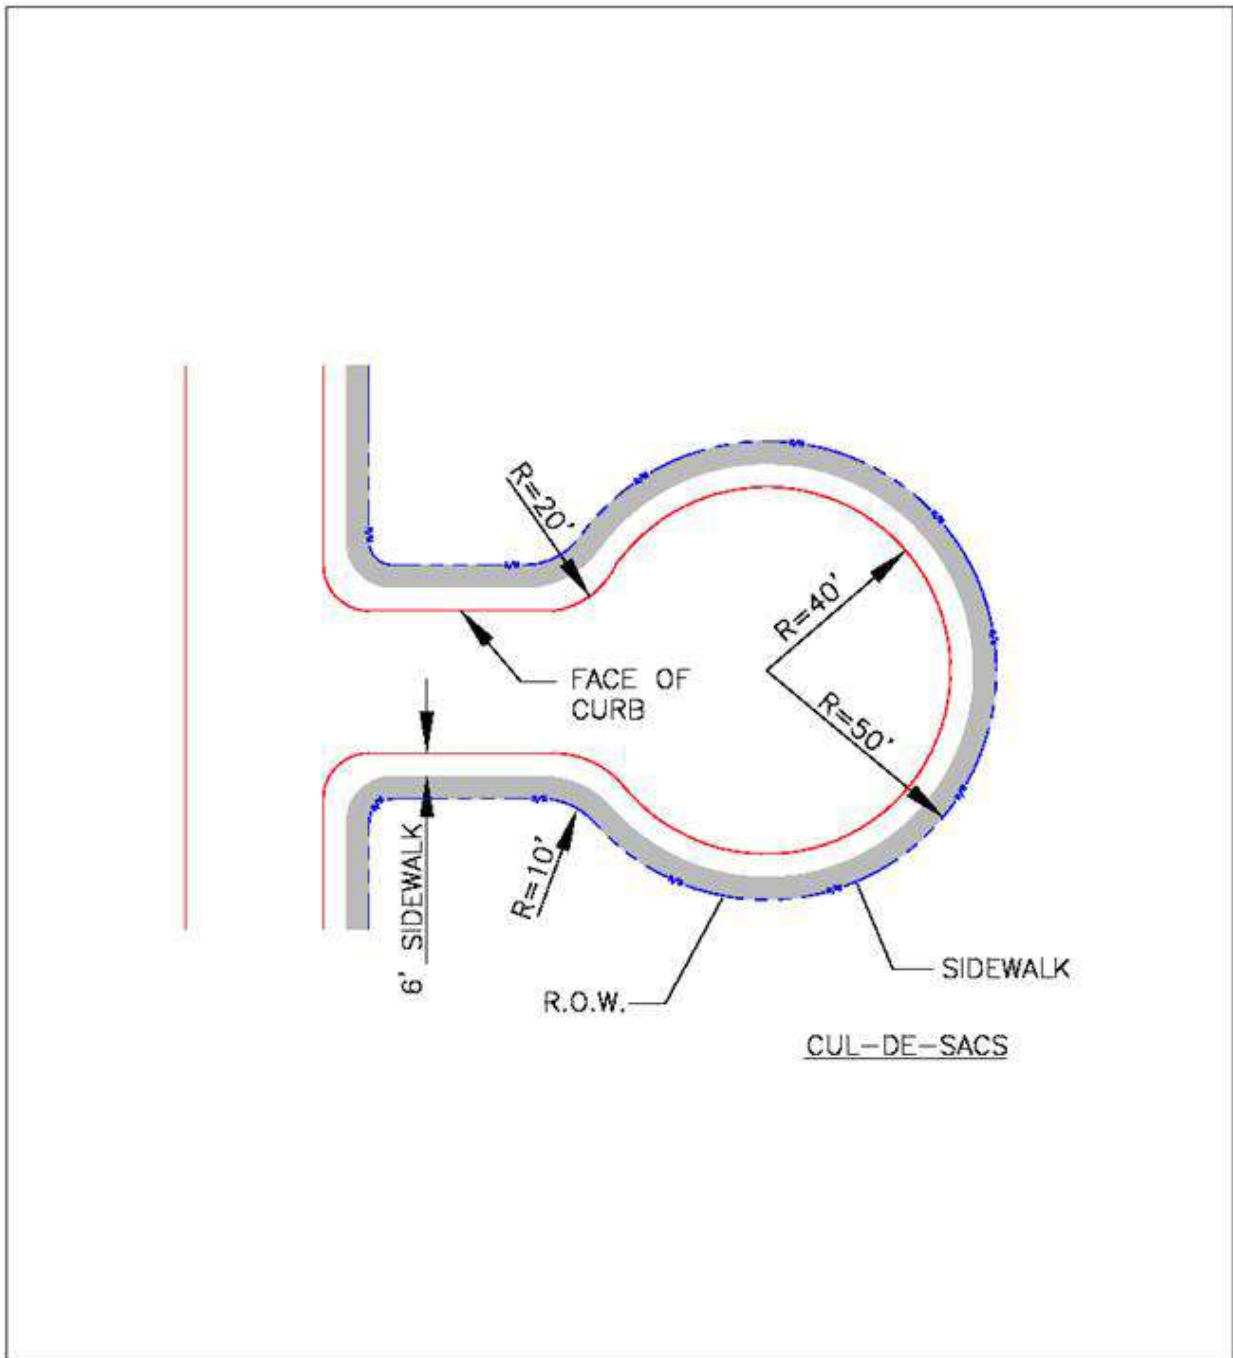 R=20'
R=40'
FACE OF
CURB
R=50'
R=10'
6' SIDEWALK
SIDEWALK
R.O.W.
CUL-DE-SACS